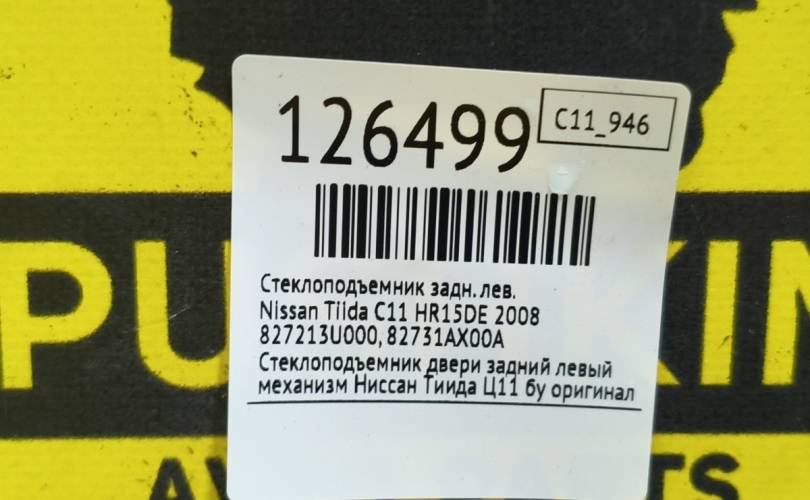 126499
C11_946
Стеклоподъемник задн.лев.
Nissan Tiida C11 HR15DE 2008
827213U000, 82731AX00A
Стеклоподъемник двери задний левый
механизм Ниссан Тиида Ц11 бу оригинал